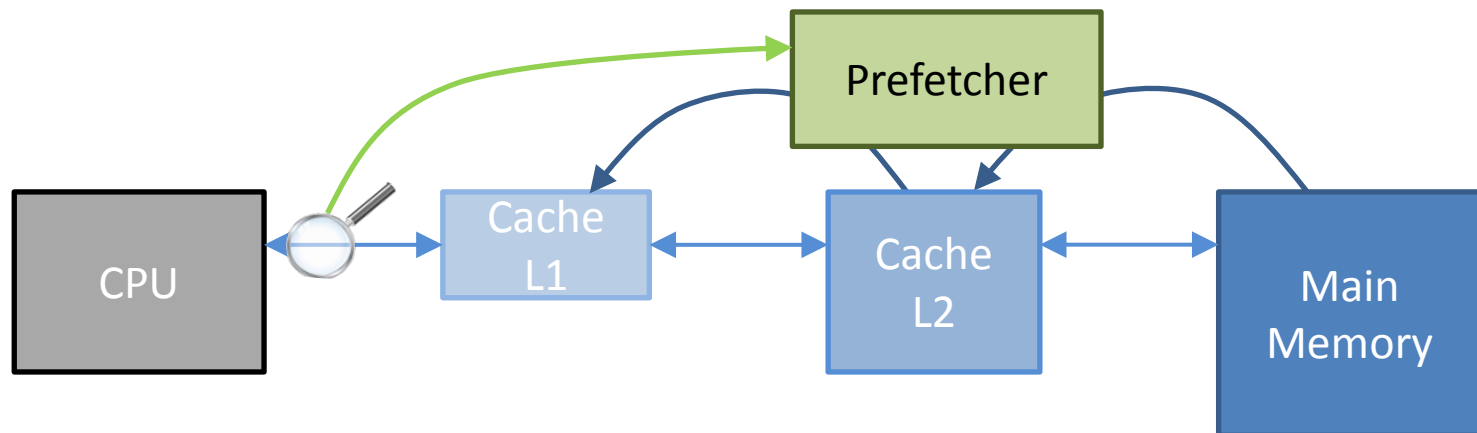 Prefetcher
CPU
Cache
L1
Cache
L2
Main
Memory